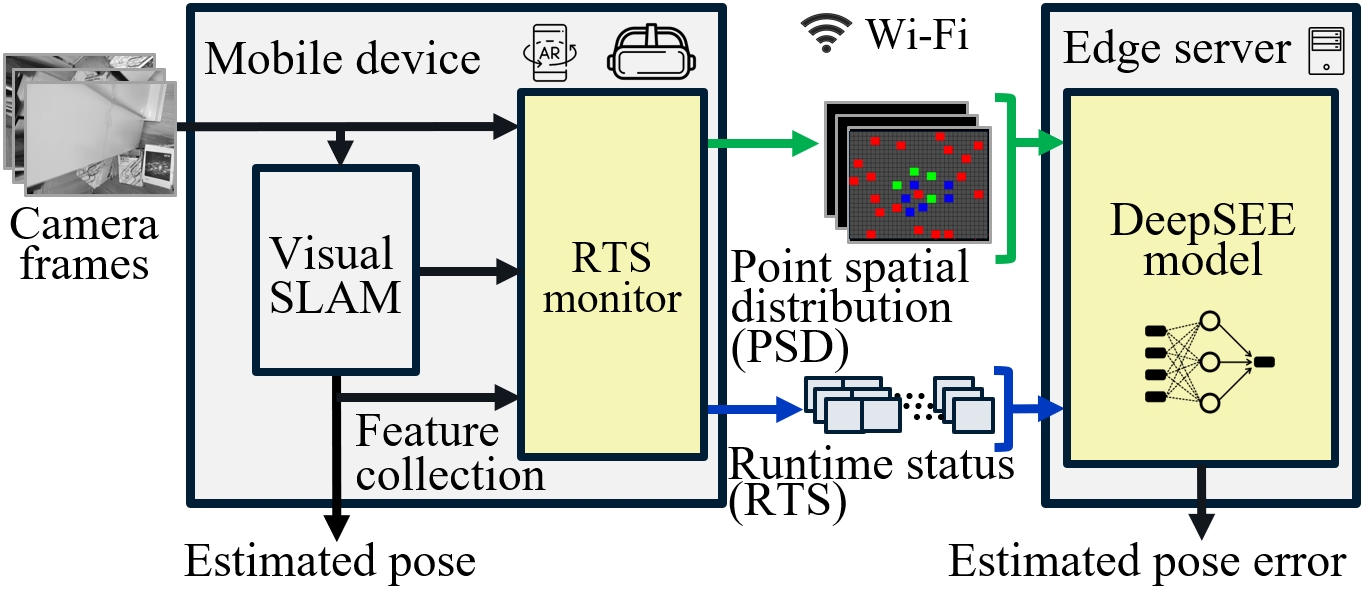 Mobile device
AR
Wi-Fi
Edge server
Camera
frames
Visual
SLAM
RTS
monitor
Feature
collection
Point spatial
distribution
(PSD)
Runtime status
(RTS)
DeepSEE
model
Estimated pose
Estimated pose error